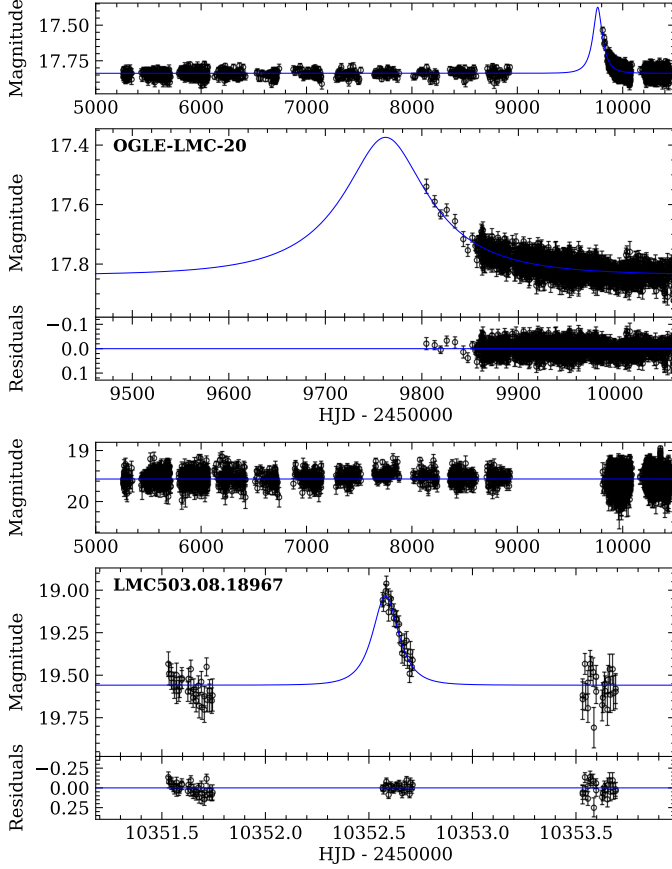 Magnitude
17.50
17.75
5000 6000 7000 8000 9000 10000
OGLE-LMC-20
Magnitude
17.4
17.6
17.8
Residuals
−0.1
0.0
0.1
9500 9600 9700 9800 9900 10000
HJD - 2450000
Magnitude
19
20
5000 6000 7000 8000 9000 10000
LMC503.08.18967
Magnitude
19.00
19.25
19.50
19.75
Residuals
−0.25
0.00
0.25
10351.5 10352.0 10352.5 10353.0 10353.5
HJD - 2450000